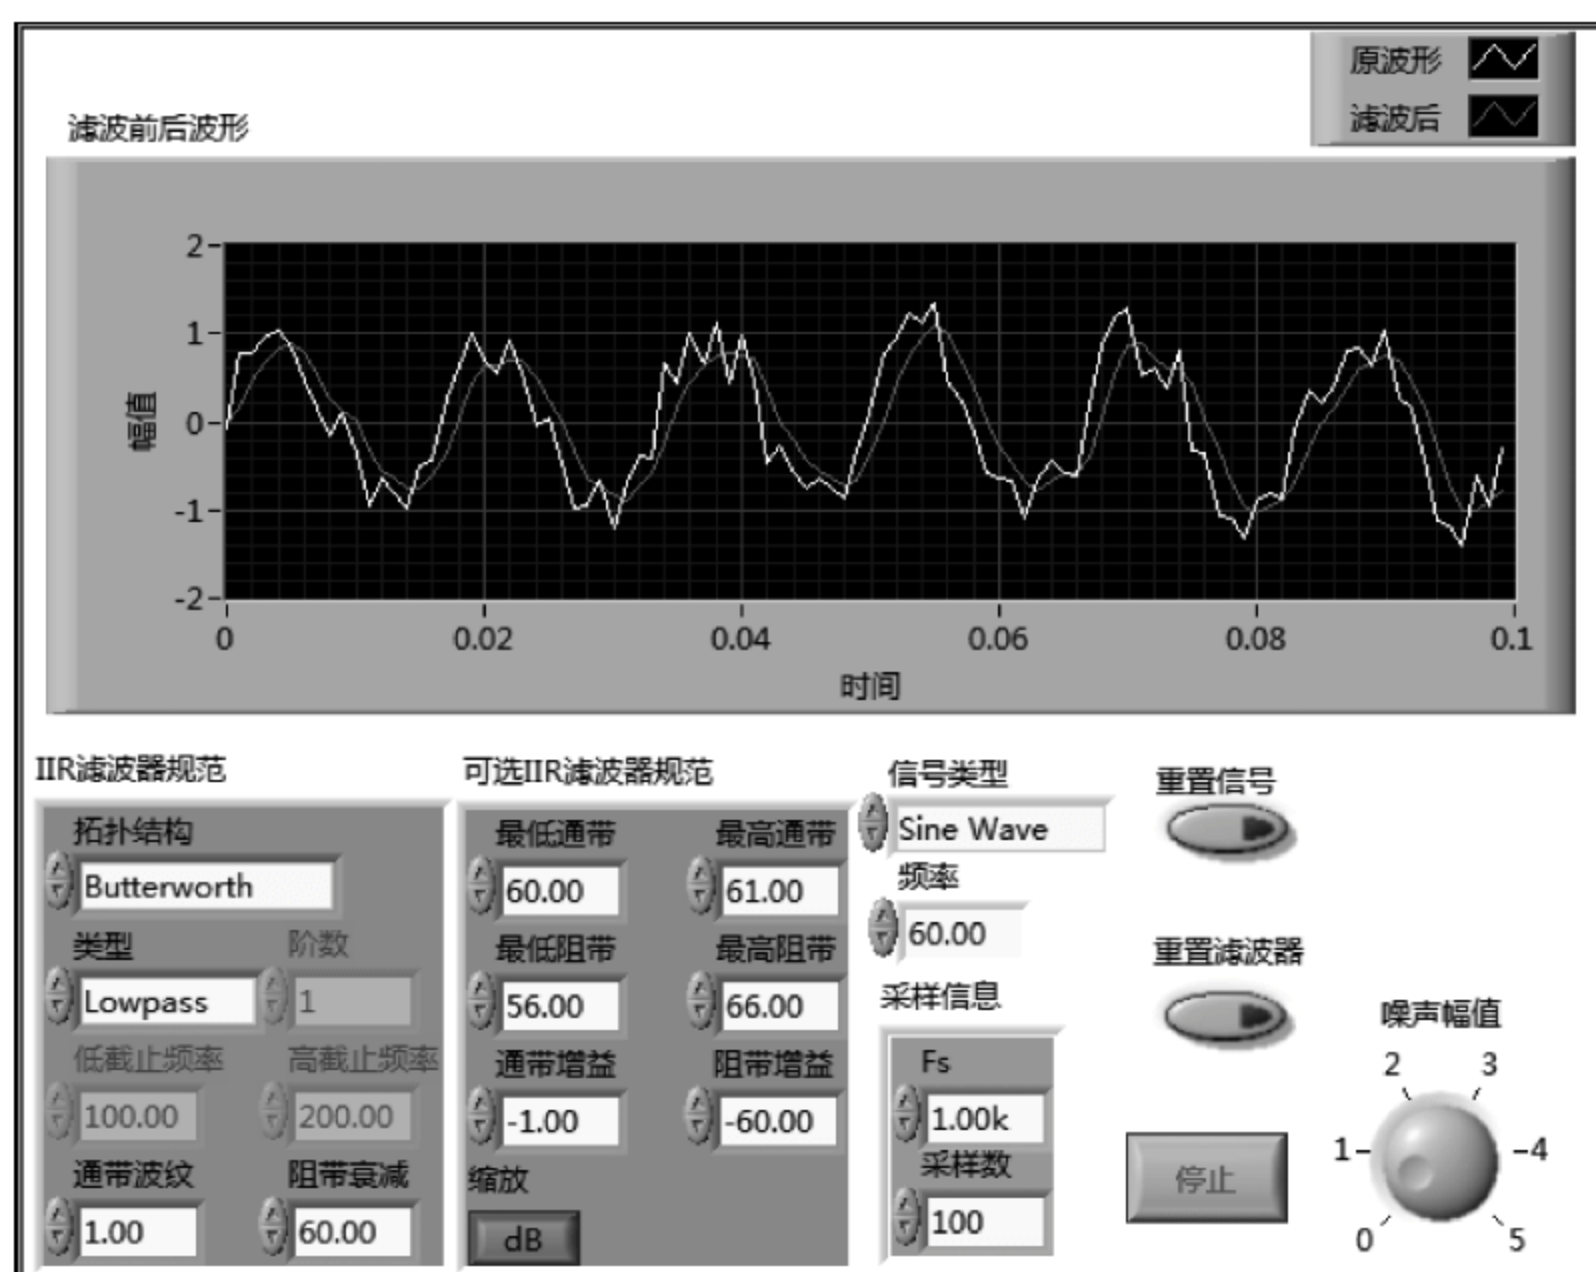 原波形
滤波后
滤波前后波形
2
1
0
-1
-2
幅值
0 0.02 0.04 0.06 0.08 0.1
时间
IIR滤波器规范
拓扑结构
Butterworth
类型 阶数
Lowpass 1
低截止频率 高截止频率
100.00 200.00
通带波纹 阻带衰减
1.00 60.00
可选IIR滤波器规范
最低通带 最高通带
60.00 61.00
最低阻带 最高阻带
56.00 66.00
通带增益 阻带增益
-1.00 -60.00
缩放
dB
信号类型
Sine Wave
频率
60.00
采样信息
Fs
1.00k
采样数
100
重置信号
重置滤波器
停止
噪声幅值
2 3
1 4
0 5